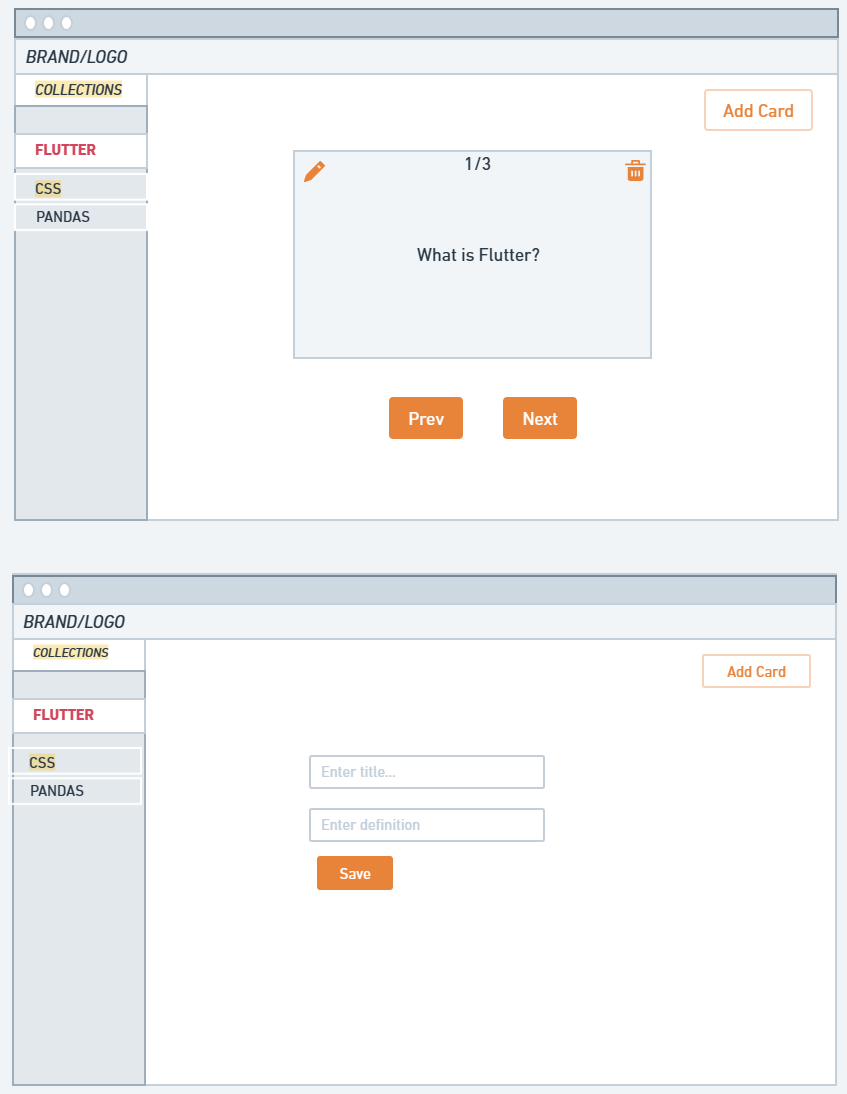 BRAND/LOGO
COLLECTIONS
Add Card
FLUTTER
1/3
CSS
PANDAS
What is Flutter?
Prev
Next
BRAND/LOGO
COLLECTIONS
Add Card
FLUTTER
CSS
PANDAS
Enter title...
Enter definition
Save